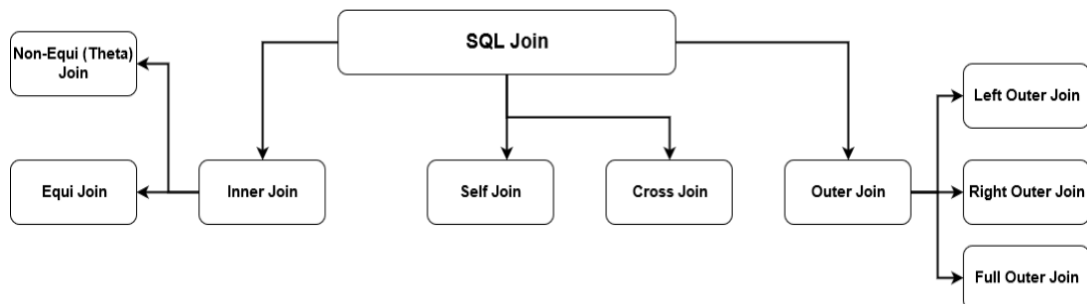 SQL Join
Non-Equi (Theta)
Join
Left Outer Join
Equi Join
Inner Join
Self Join
Cross Join
Outer Join
Right Outer Join
Full Outer Join